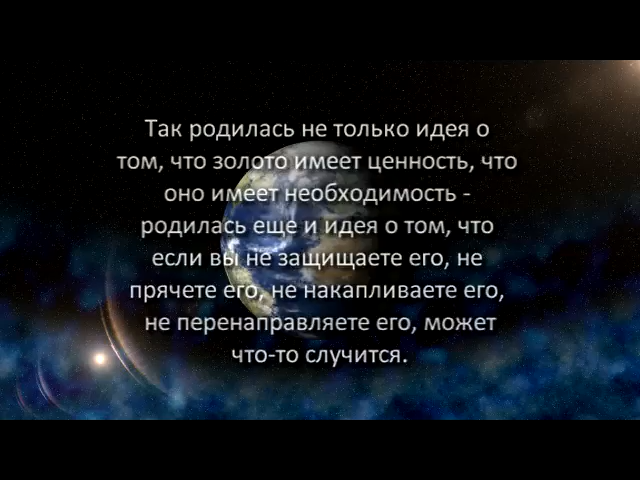 Так родилась не только идея о
том, что золото имеет ценность, что
оно имеет необходимость -
родилась еще и идея о том, что
если вы не защищаете его, не
прячете его, не накапливаете его,
не перенаправляете его, может
что-то случится.